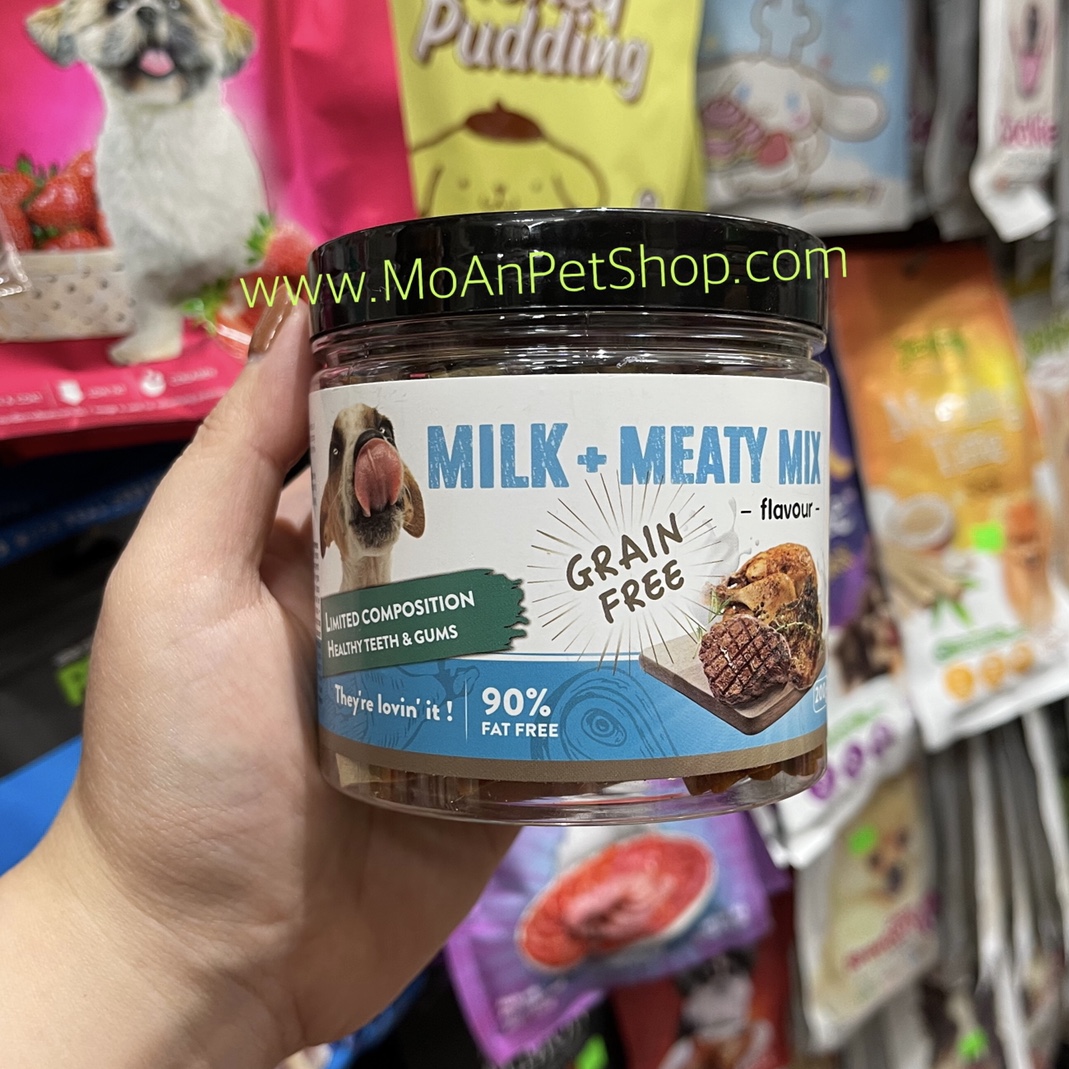 Pudding
www.MoAnPetShop.com
MILK + MEATY MIX
– flavour –
GRAIN
FREE
LIMITED COMPOSITION
HEALTHY TEETH & GUMS
They're lovin' it!
90%
FAT FREE